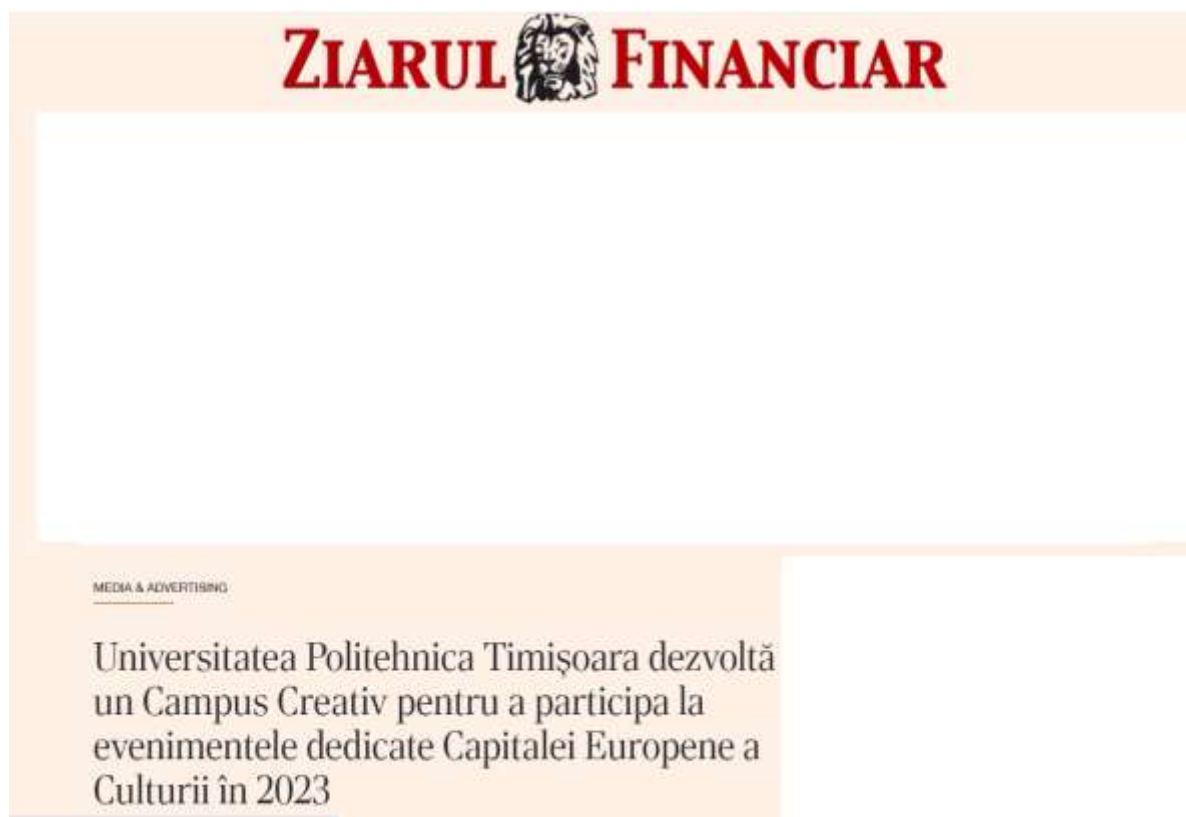 ZIARUL FINANCIAR
MEDIA & ADVERTISING
Universitatea Politehnica Timișoara dezvoltă
un Campus Creativ pentru a participa la
evenimentele dedicate Capitalei Europene a
Culturii în 2023